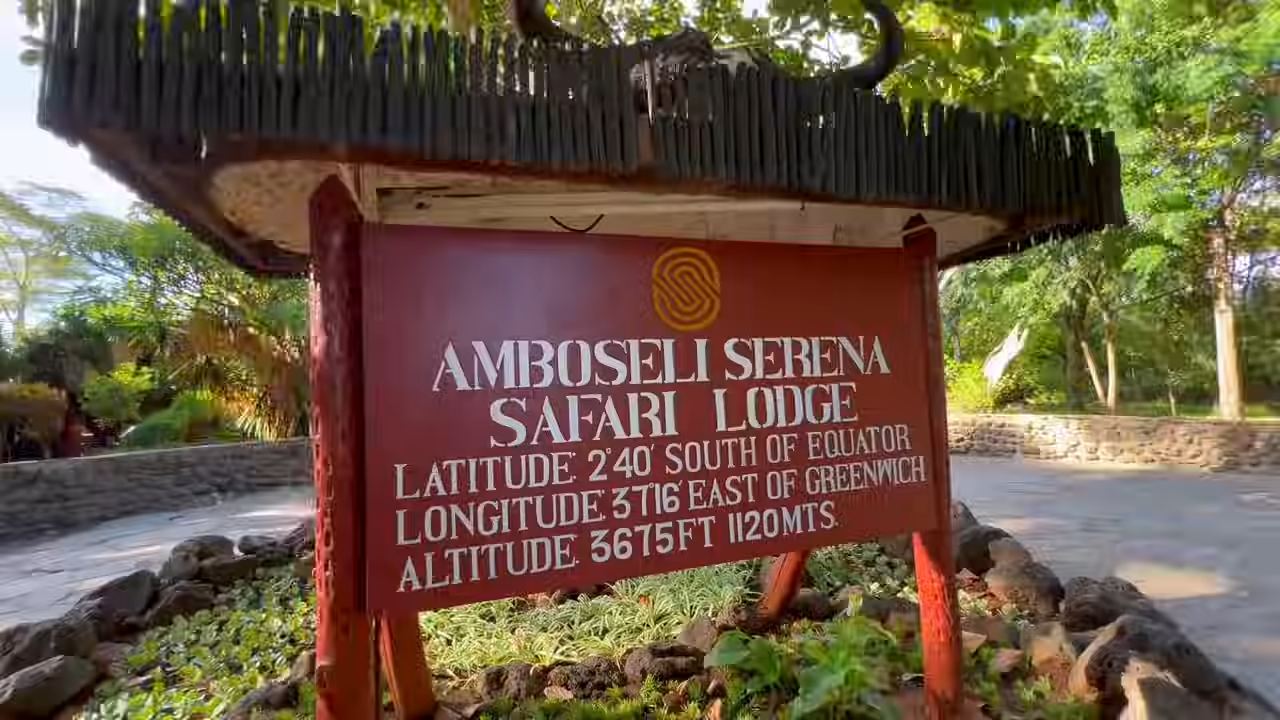 AMBOSELI SERENA
SAFARI LODGE
LATITUDE: 2°40' SOUTH OF EQUATOR
LONGITUDE: 37°16' EAST OF GREENWICH
ALTITUDE: 3675FT 1120MTS.